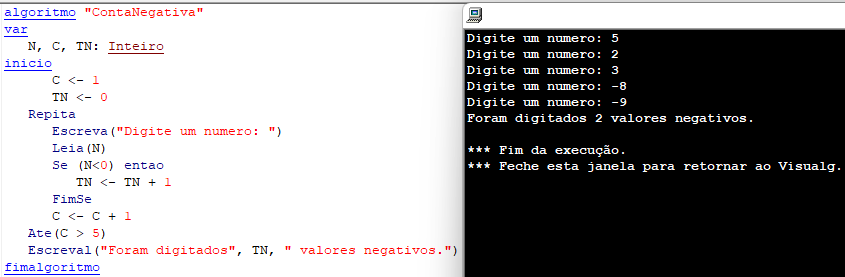 algoritmo "ContaNegativa"
var
N, C, TN: Inteiro
inicio
C <- 1
TN <- 0
Repita
Escreva("Digite um numero: ")
Leia(N)
Se (N<0) entao
TN <- TN + 1
FimSe
C <- C + 1
Ate(C > 5)
Escreval("Foram digitados", TN, " valores negativos.")
fimalgoritmo
Digite um numero: 5
Digite um numero: 2
Digite um numero: 3
Digite um numero: -8
Digite um numero: -9
Foram digitados 2 valores negativos.
*** Fim da execução.
*** Feche esta janela para retornar ao Visualg.